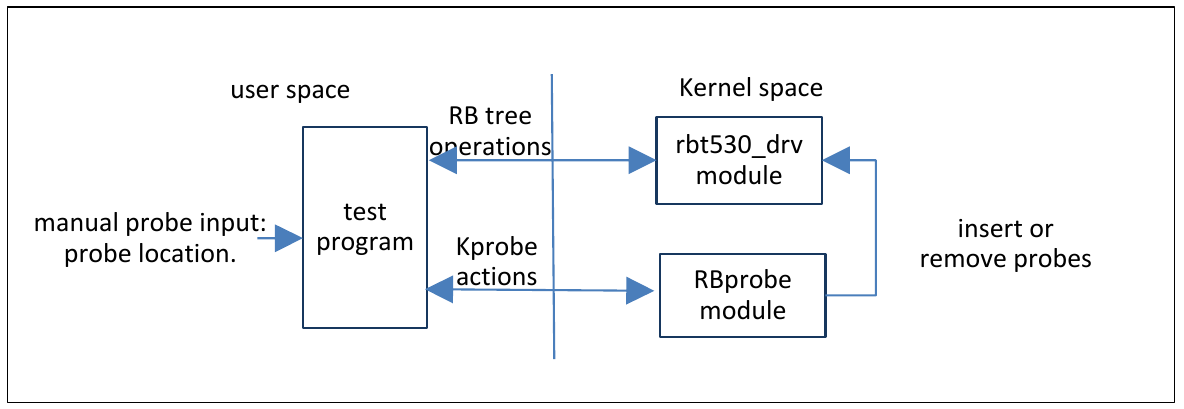 user space
Kernel space
RB tree
operations
rbt530_drv
module
manual probe input:
probe location.
test
program
Kprobe
actions
RBprobe
module
insert or
remove probes